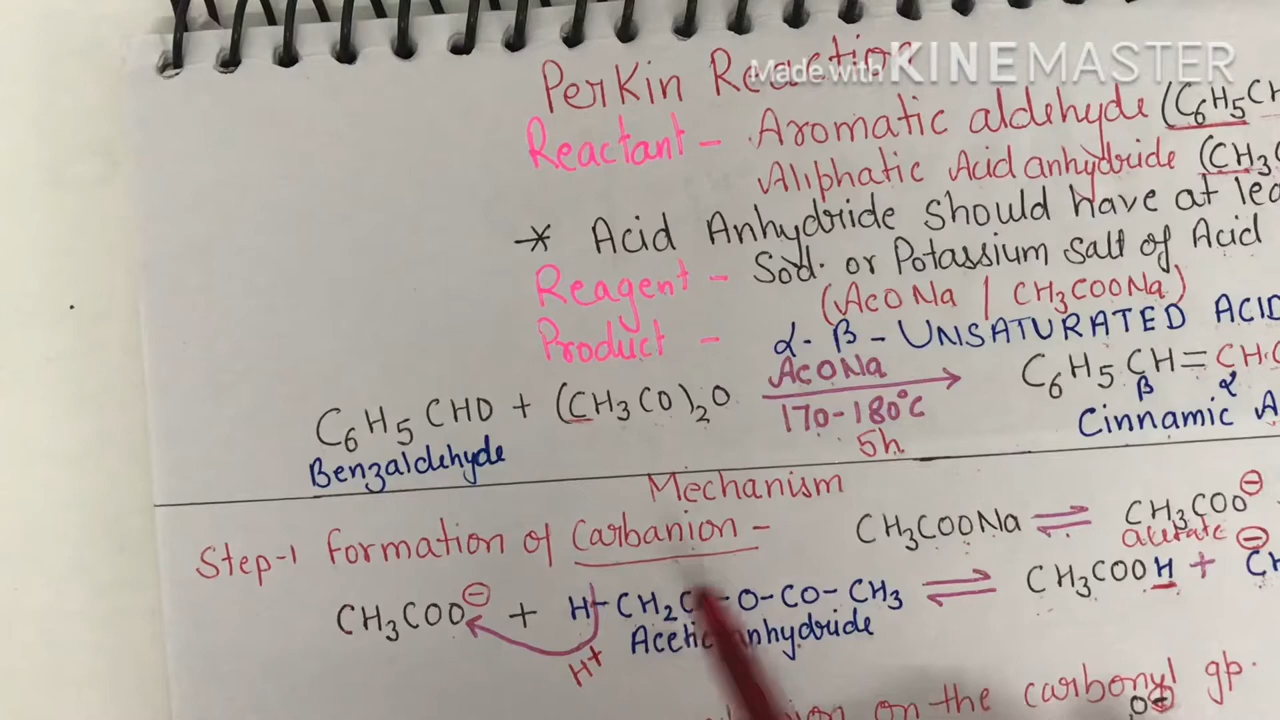 Perkin Reaction
Made with KINEMASTER
Reactant - Aromatic aldehyde (C6H5CH
Aliphatic Acid anhydride (CH3C
* Acid Anhydride should have at lea
Reagent - Sod. or Potassium Salt of Acid
(AcONa / CH3COONa)
Product - α-β-UNSATURATED ACID
C6H5CHO + (CH3CO)2O AcONa 170-180°C 5h → C6H5CH=CH.C
β α
Benzaldehyde Cinnamic A
Mechanism
Step-1 Formation of Carbanion - CH3COONa ⇌ CH3COO⊖
acetate
CH3COO⊖ + H-CH2C -O-CO-CH3 ⇌ CH3COOH + ⊖
H+ Acetic anhydride
on the carbonyl gp.